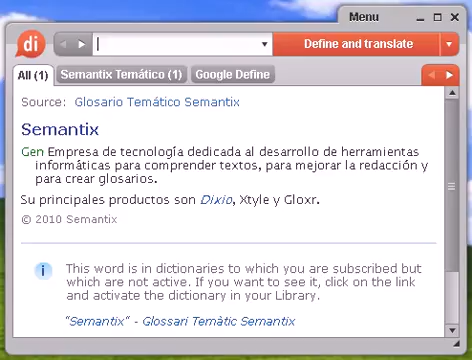 Menu
di
Define and translate
All (1)
Semantix Temático (1)
Google Define
Source: Glosario Temático Semantix
Semantix
Gen Empresa de tecnología dedicada al desarrollo de herramientas
informáticas para comprender textos, para mejorar la redacción y
para crear glosarios.
Su principales producto son Dixio, Xtyle y Gloxr.
© 2010 Semantix
i
This word is in dictionaries to which you are subscribed but
which are not active. If you want to see it, click on the link
and activate the dictionary in your Library.
"Semantix" - Glossari Temàtic Semantix